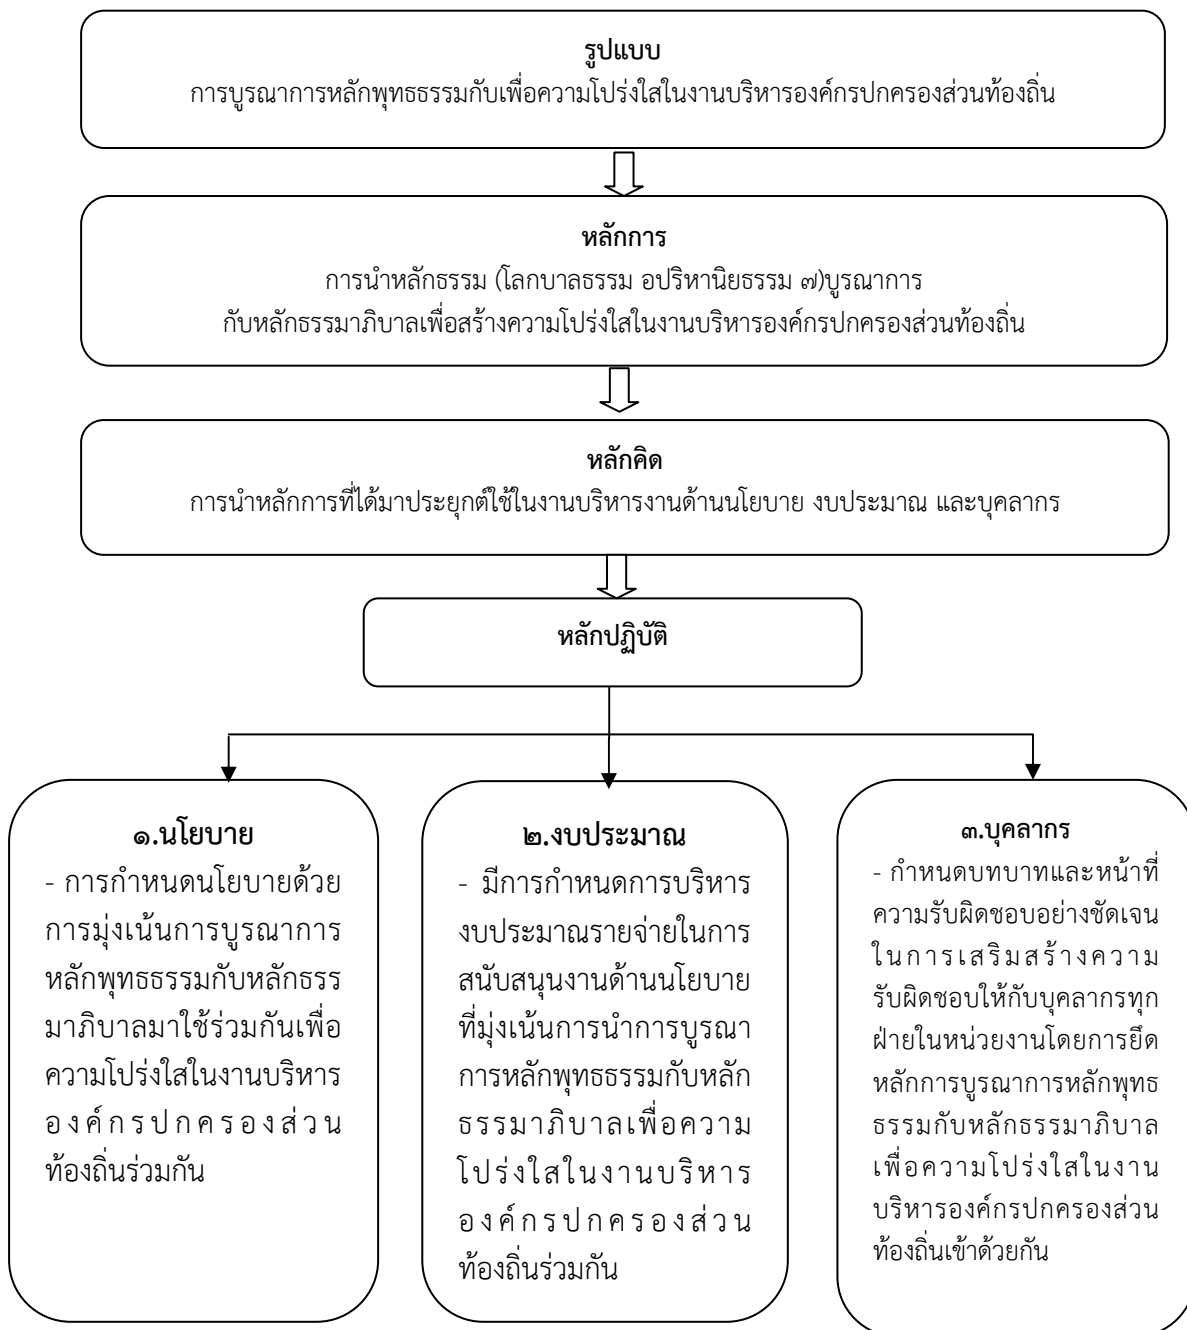 รูปแบบ
การบูรณาการหลักพุทธธรรมกับเพื่อความโปร่งใสในงานบริหารองค์กรปกครองส่วนท้องถิ่น
หลักการ
การนำหลักธรรม (โลกบาลธรรม อปริหานิยธรรม ๗)บูรณาการ
กับหลักธรรมาภิบาลเพื่อสร้างความโปร่งใสในงานบริหารองค์กรปกครองส่วนท้องถิ่น
หลักคิด
การนำหลักการที่ได้มาประยุกต์ใช้ในงานบริหารงานด้านนโยบาย งบประมาณ และบุคลากร
หลักปฏิบัติ
๑.นโยบาย
- การกำหนดนโยบายด้วย
การมุ่งเน้นการบูรณาการ
หลักพุทธธรรมกับหลักธรร
มาภิบาลมาใช้ร่วมกันเพื่อ
ความโปร่งใสในงานบริหาร
องค์กรปกครองส่วน
ท้องถิ่นร่วมกัน
๒.งบประมาณ
- มีการกำหนดการบริหาร
งบประมาณรายจ่ายในการ
สนับสนุนงานด้านนโยบาย
ที่มุ่งเน้นการนำการบูรณา
การหลักพุทธธรรมกับหลัก
ธรรมาภิบาลเพื่อความ
โปร่งใสในงานบริหาร
องค์กรปกครองส่วน
ท้องถิ่นร่วมกัน
๓.บุคลากร
- กำหนดบทบาทและหน้าที่
ความรับผิดชอบอย่างชัดเจน
ในการเสริมสร้างความ
รับผิดชอบให้กับบุคลากรทุก
ฝ่ายในหน่วยงานโดยการยึด
หลักการบูรณาการหลักพุทธ
ธรรมกับหลักธรรมาภิบาล
เพื่อความโปร่งใสในงาน
บริหารองค์กรปกครองส่วน
ท้องถิ่นเข้าด้วยกัน